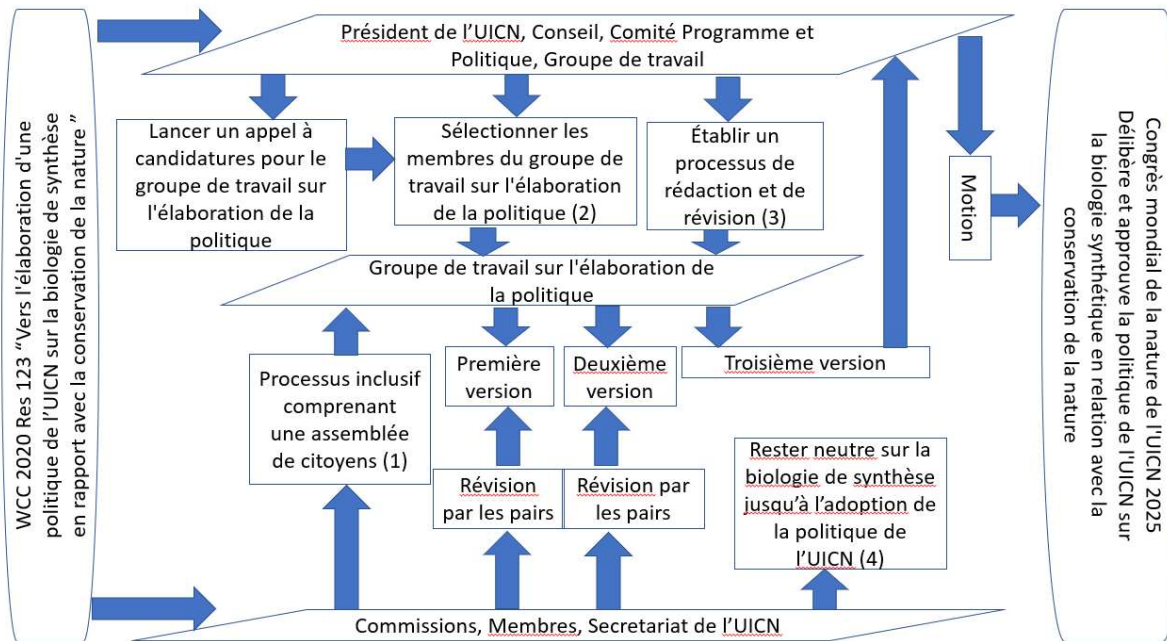 WCC 2020 Res 123 “Vers l'élaboration d'une
politique de l’UICN sur la biologie de synthèse
en rapport avec la conservation de la nature ”
Président de l’UICN, Conseil, Comité Programme et
Politique, Groupe de travail
Lancer un appel à
candidatures pour le
groupe de travail sur
l'élaboration de la
politique
Sélectionner les
membres du groupe de
travail sur l'élaboration
de la politique (2)
Établir un
processus de
rédaction et de
révision (3)
Groupe de travail sur l'élaboration de
la politique
Processus inclusif
comprenant
une assemblée
de citoyens (1)
Première
version
Deuxième
version
Troisième version
Révision
par les pairs
Révision par
les pairs
Rester neutre sur la
biologie de synthèse
jusqu’à l’adoption de
la politique de
l’UICN (4)
Commissions, Membres, Secretariat de l’UICN
Motion
Congrès mondial de la nature de l'UICN 2025
Délibère et approuve la politique de l'UICN sur
la biologie synthétique en relation avec la
conservation de la nature